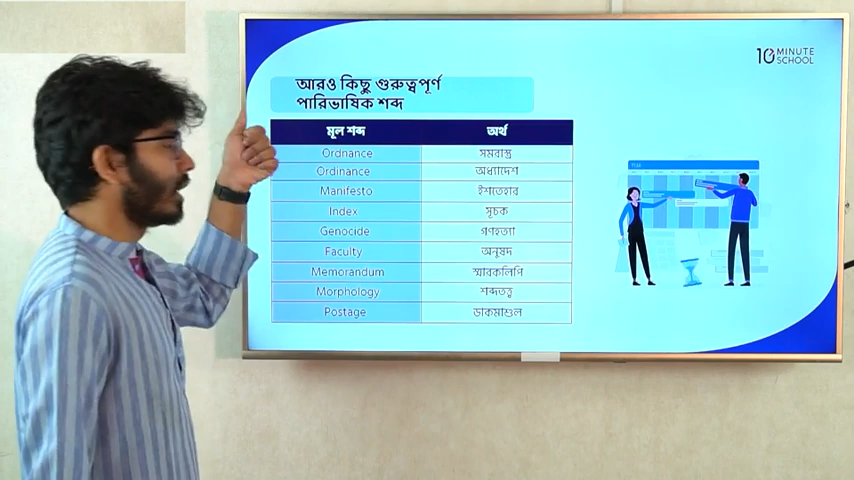 10 MINUTE
SCHOOL
আরও কিছু গুরুত্বপূর্ণ
পারিভাষিক শব্দ
মূল শব্দ অর্থ
Ordnance সমরাস্ত্র
Ordinance অধ্যাদেশ
Manifesto ইশতেহার
Index সূচক
Genocide গণহত্যা
Faculty অনুষদ
Memorandum স্মারকলিপি
Morphology শব্দতত্ত্ব
Postage ডাকমাশুল